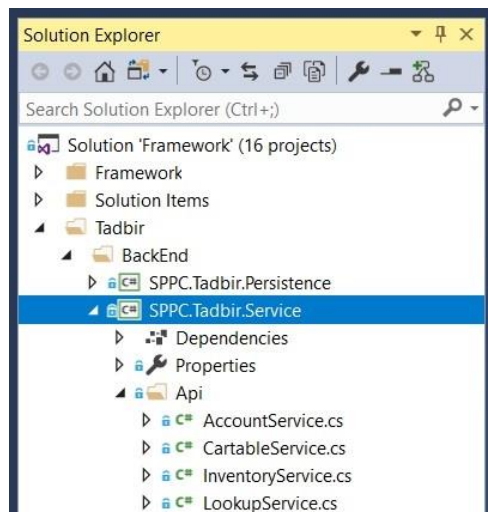 Solution Explorer
Search Solution Explorer (Ctrl+;)
Solution 'Framework' (16 projects)
Framework
Solution Items
Tadbir
BackEnd
C# SPPC.Tadbir.Persistence
C# SPPC.Tadbir.Service
Dependencies
Properties
Api
C# AccountService.cs
C# CartableService.cs
C# InventoryService.cs
C# LookupService.cs